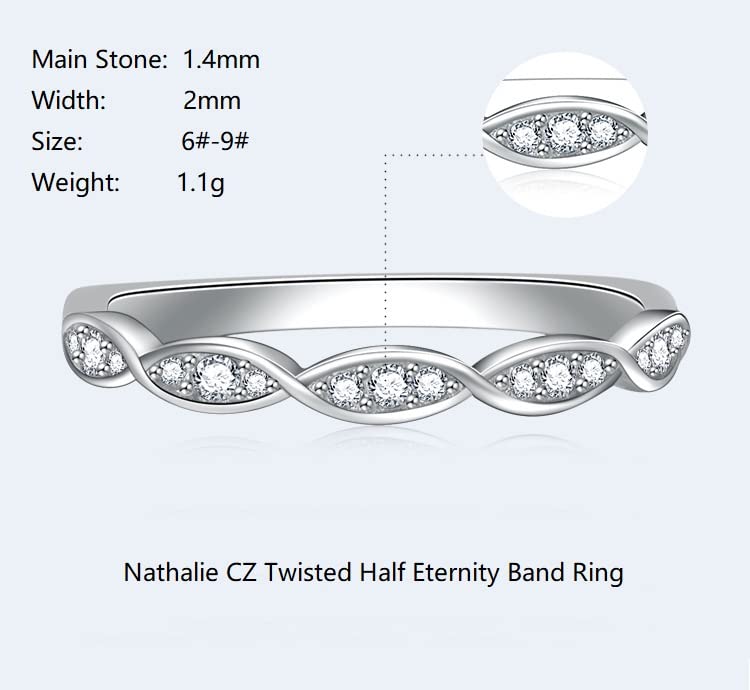 Main Stone: 1.4mm
Width: 2mm
Size: 6#-9#
Weight: 1.1g
Nathalie CZ Twisted Half Eternity Band Ring